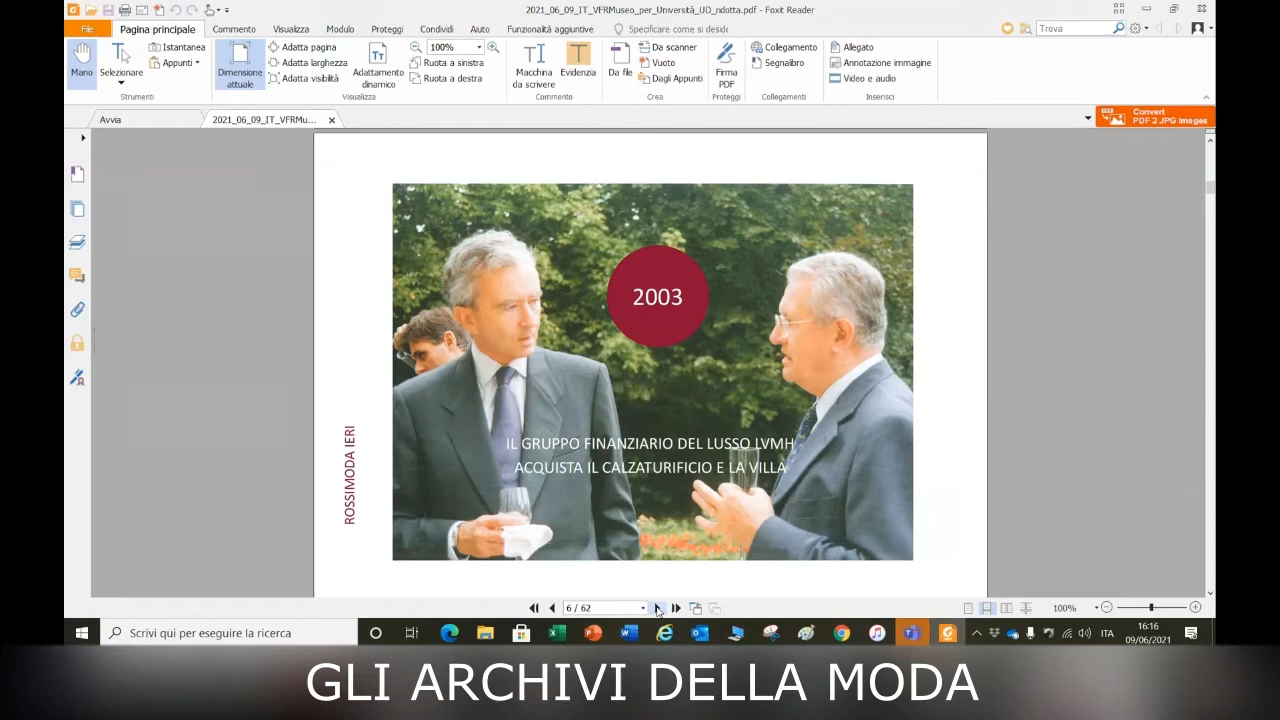 2021_06_09_IT_VFRMuseo_per_Università_UD_ndotta.pdf - Foxit Reader
File
Pagina principale
Commento
Visualizza
Modulo
Proteggi
Condividi
Aiuto
Funzionalità aggiuntive
Specificare cosa si deside
Trova
Mano
Selezionare
Istantanea
Appunti
Strumenti
Dimensione
attuale
Adatta pagina
Adatta larghezza
Adatta visibiltà
Adattamento
dinamico
100%
Ruota a sinistra
Ruota a destra
Visualizza
Macchina
da scrivere
Evidenzia
Commento
Da file
Da scanner
Vuoto
Dagli Appunti
Crea
Firma
PDF
Proteggi
Collegamento
Segnalibro
Collegamenti
Allegato
Annotazione immagine
Video e audio
Inserisci
Avvia
2021_06_09_IT_VFRMu...
Convert
PDF 2 JPG Images
2003
IL GRUPPO FINANZIARIO DEL LUSSO LVMH
ACQUISTA IL CALZATURIFICIO E LA VILLA
ROSSIMODA IERI
6 / 62
100%
Scrivi qui per eseguire la ricerca
ITA
16:16
09/06/2021
GLI ARCHIVI DELLA MODA